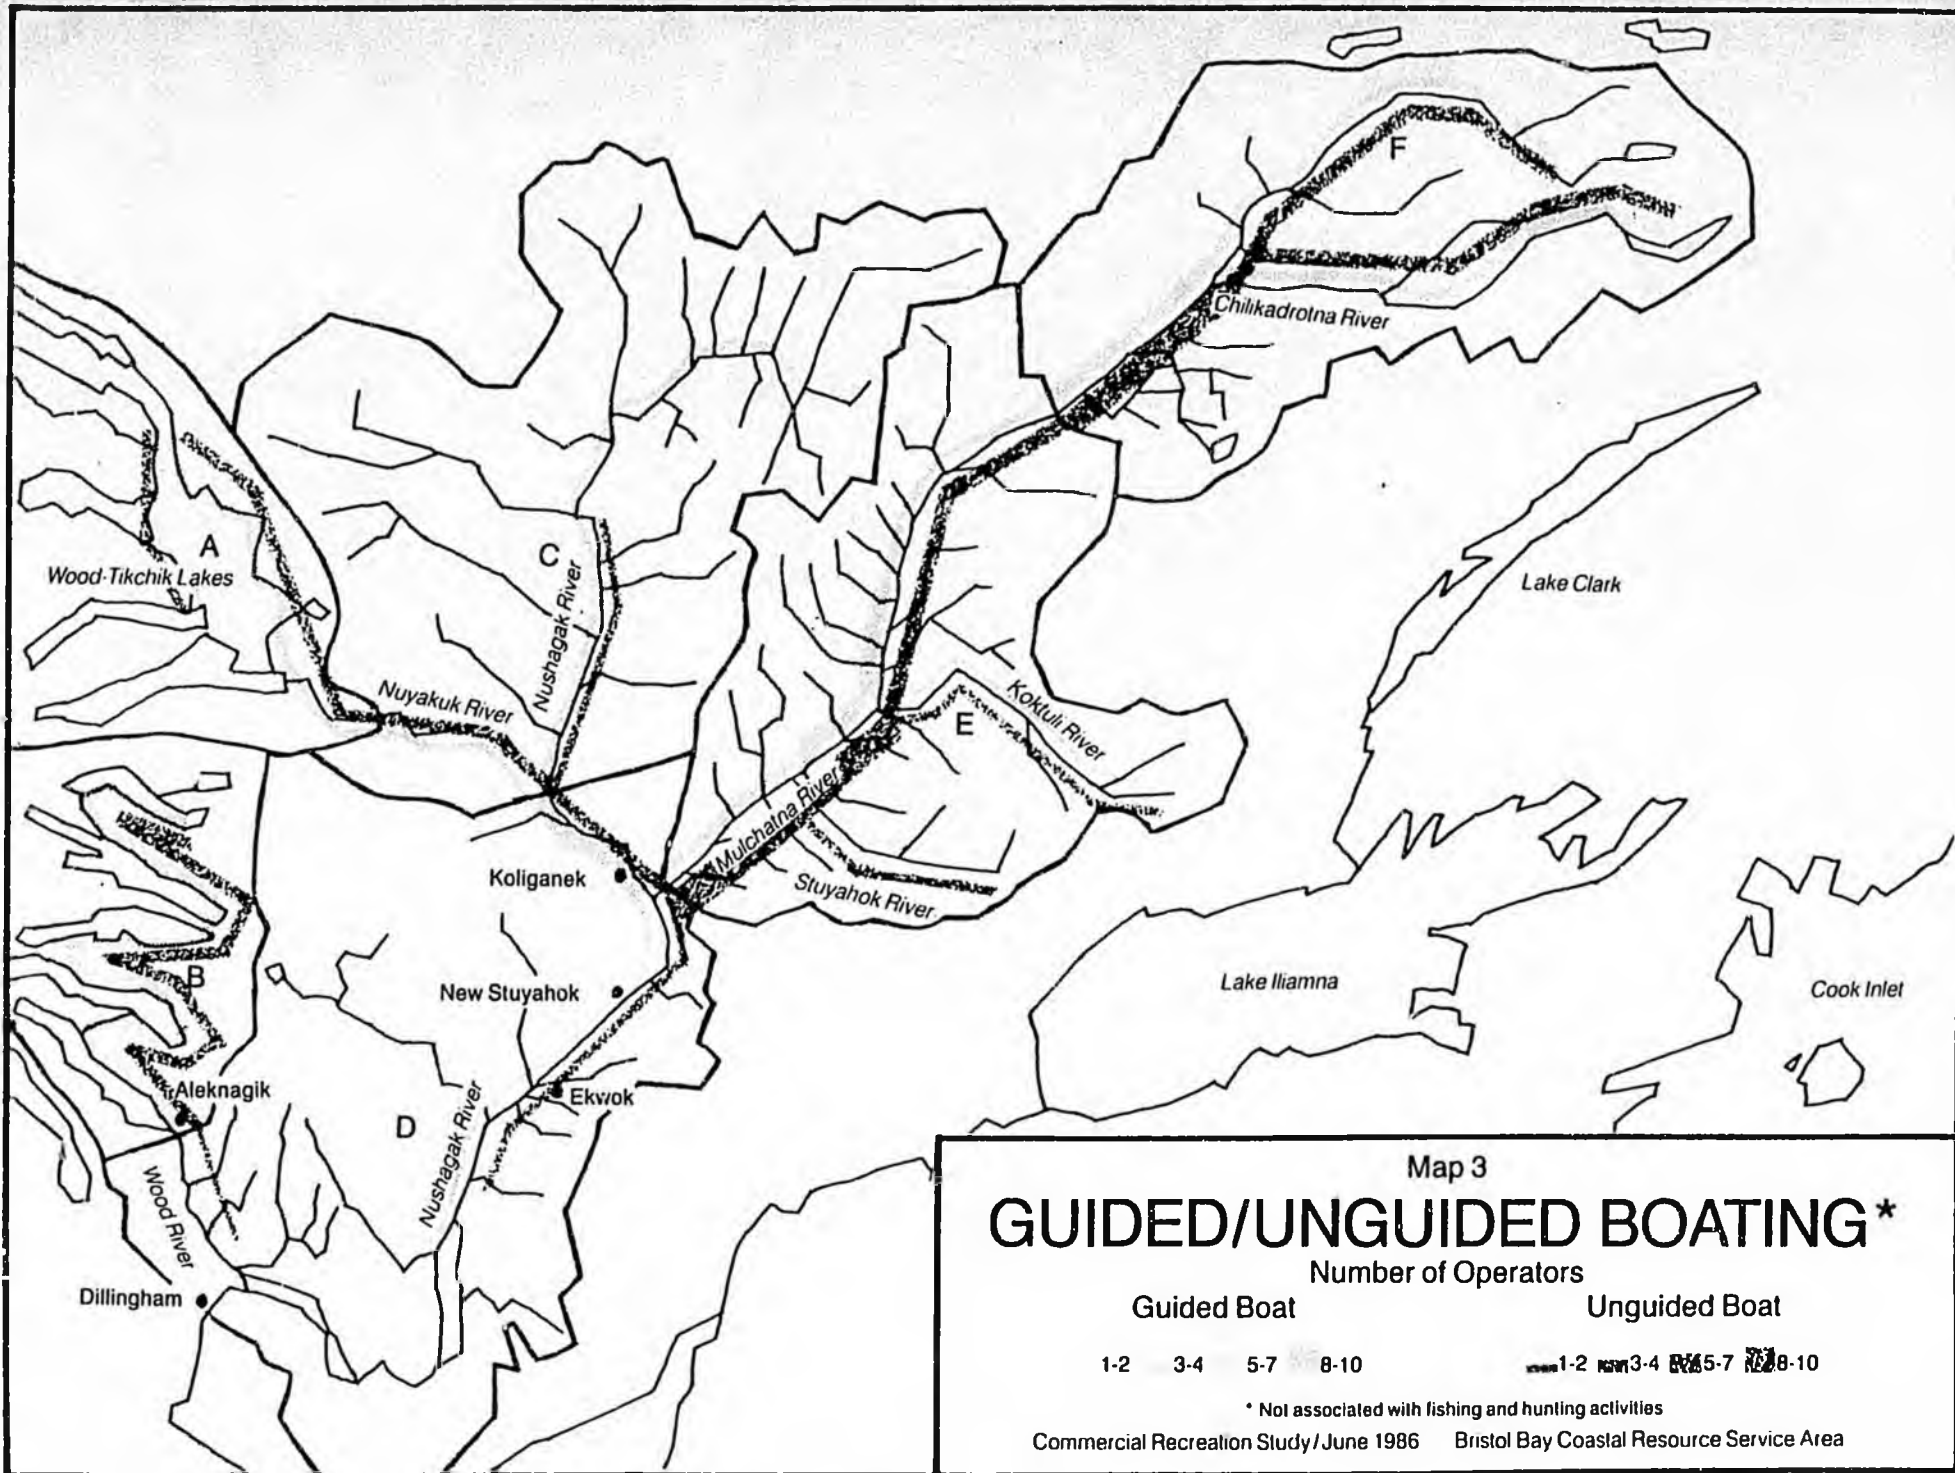 F
Chilikadrotna River
A
C
Wood-Tikchik Lakes
Nushagak River
Lake Clark
Nuyakuk River
Koktuli River
E
Mulchatna River
Koliganek
Stuyahok River
B
New Stuyahok
Lake Iliamna
Cook Inlet
Aleknagik
Ekwok
D
Nushagak River
Wood River
Dillingham
Map 3
GUIDED/UNGUIDED BOATING*
Number of Operators
Guided Boat Unguided Boat
1-2 3-4 5-7 8-10 1-2 3-4 5-7 8-10
* Not associated with fishing and hunting activities
Commercial Recreation Study/June 1986 Bristol Bay Coastal Resource Service Area